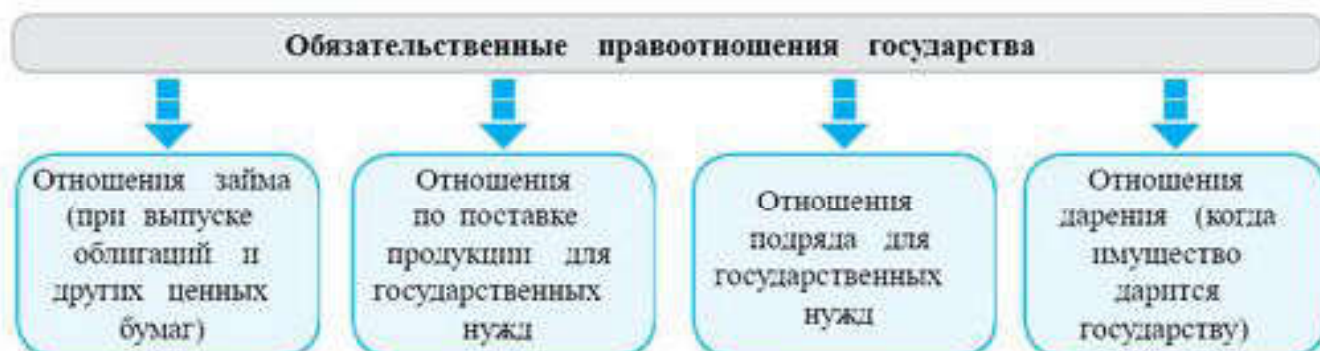 Обязательственные правоотношения государства
Отношения займа
(при выпуске
облигаций и
других ценных
бумаг)
Отношения
по поставке
продукции для
государственных
нужд
Отношения
подряда для
государственных
нужд
Отношения
дарения (когда
имущество
дарится
государству)